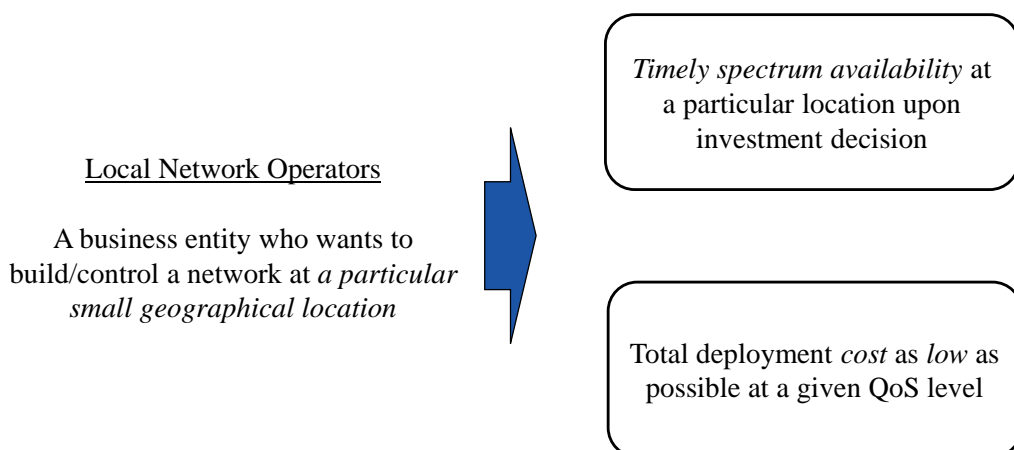 Local Network Operators
A business entity who wants to
build/control a network at a particular
small geographical location
Timely spectrum availability at
a particular location upon
investment decision
Total deployment cost as low as
possible at a given QoS level